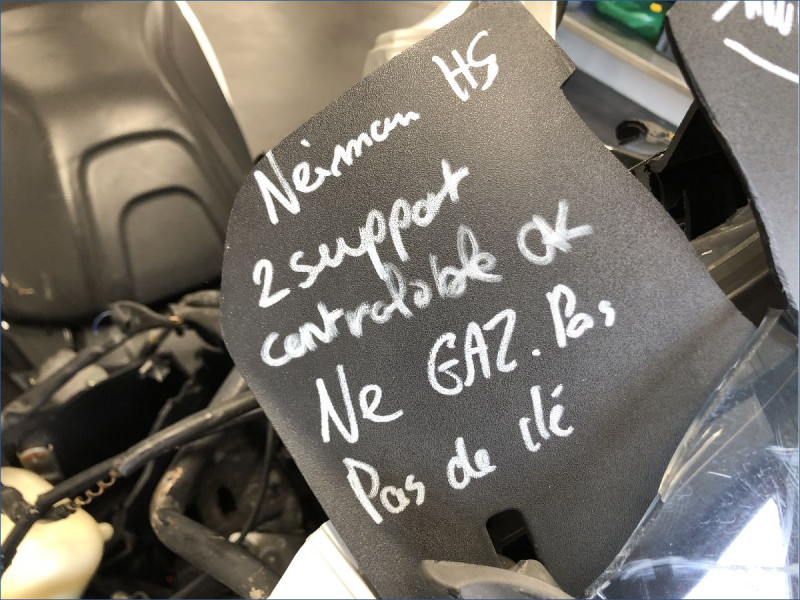 Neiman HS
2 support
controlable OK
Ne GAZ. Pas
Pas de clé